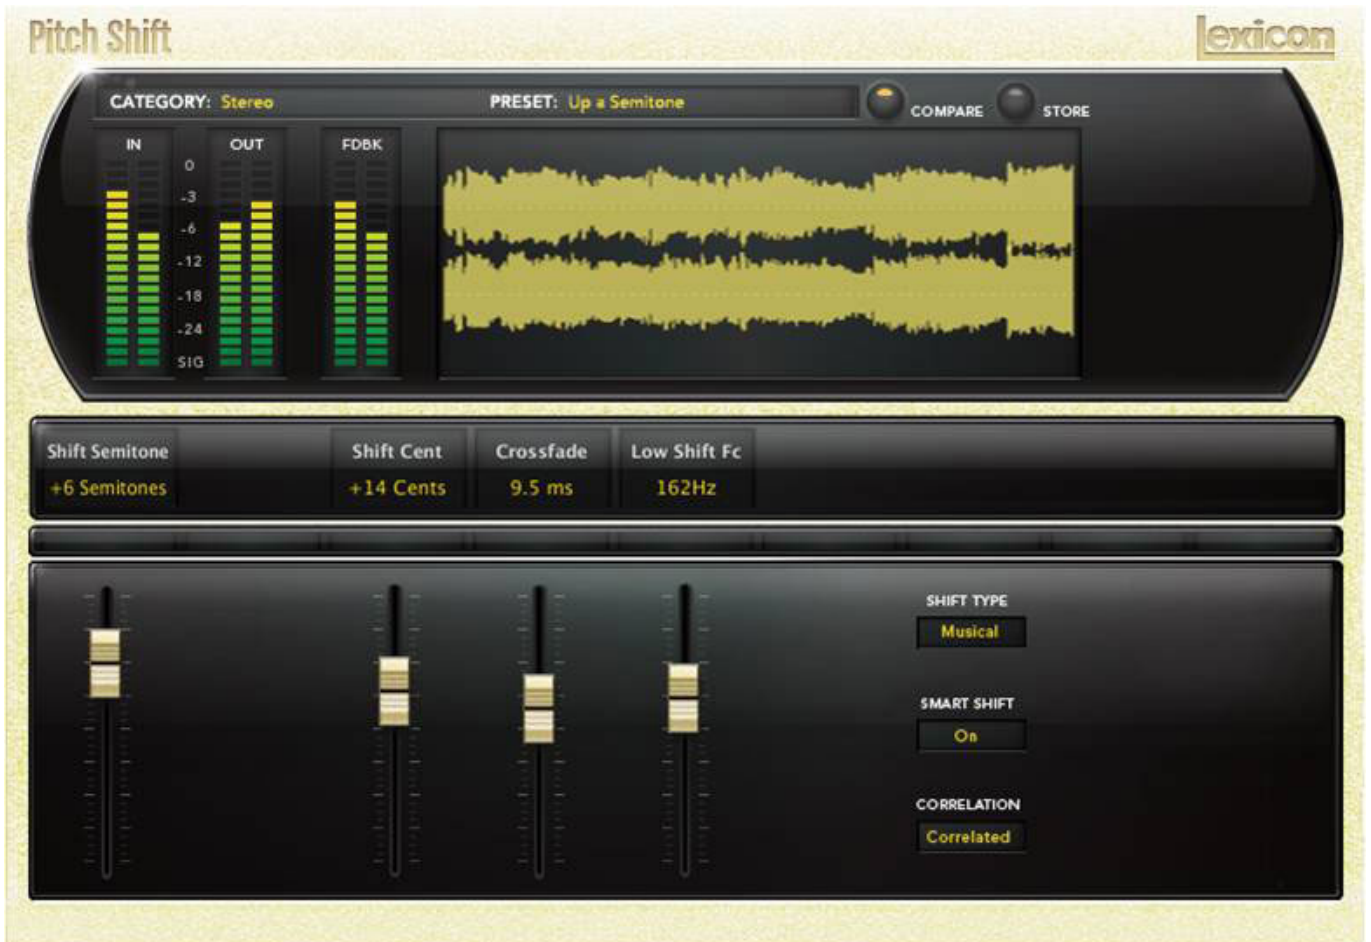 Pitch Shift
lexicon
CATEGORY: Stereo
PRESET: Up a Semitone
COMPARE
STORE
IN
OUT
FDBK
0
-3
-6
-12
-18
-24
SIG
Shift Semitone
+6 Semitones
Shift Cent
+14 Cents
Crossfade
9.5 ms
Low Shift Fc
162Hz
SHIFT TYPE
Musical
SMART SHIFT
On
CORRELATION
Correlated